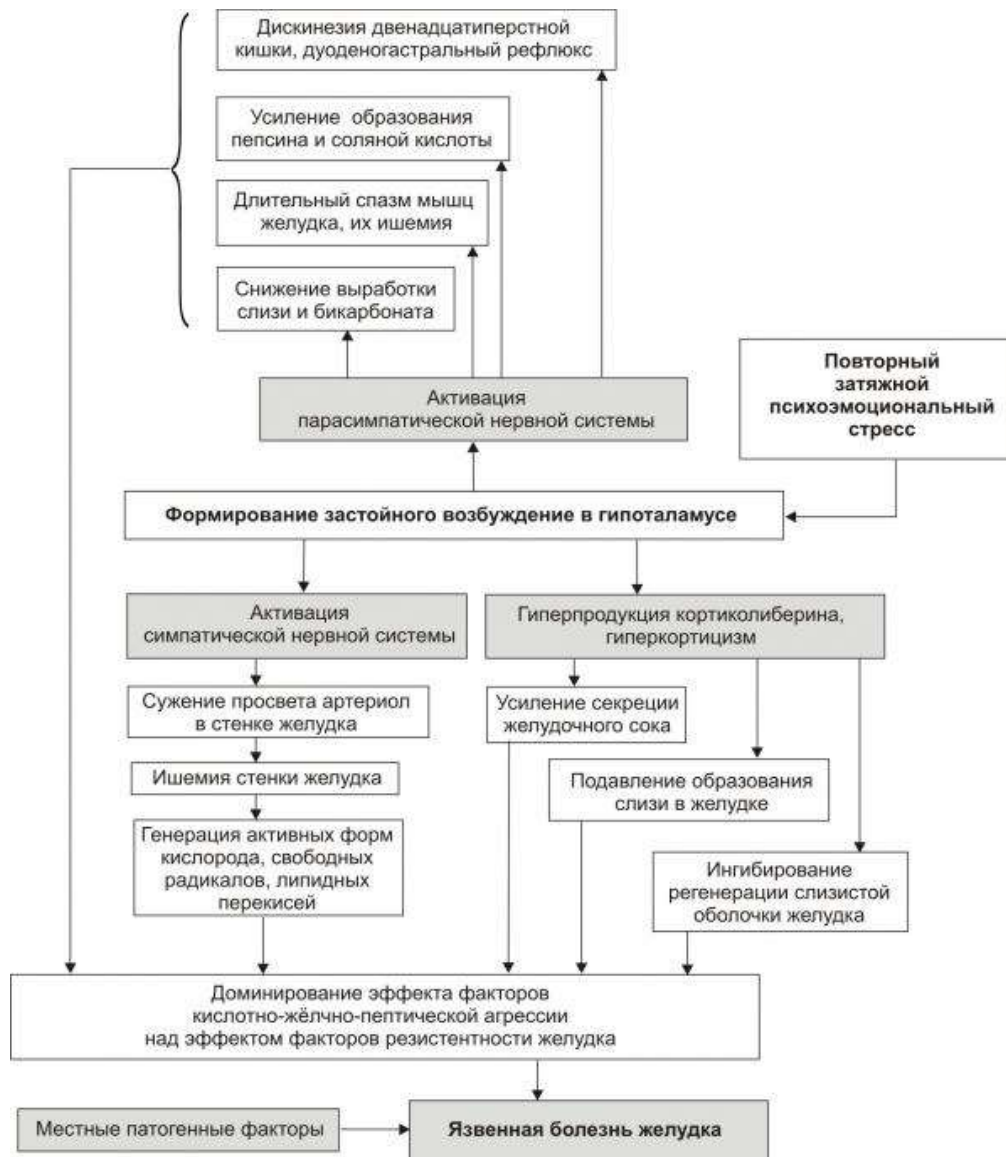 Дискинезия двенадцатиперстной
кишки, дуоденогастральный рефлюкс
Усиление образования
пепсина и соляной кислоты
Длительный спазм мышц
желудка, их ишемия
Снижение выработки
слизи и бикарбоната
Активация
парасимпатической нервной системы
Повторный
затяжной
психоэмоциональный
стресс
Формирование застойного возбуждение в гипоталамусе
Активация
симпатической нервной системы
Гиперпродукция кортиколиберина,
гиперкортицизм
Сужение просвета артериол
в стенке желудка
Усиление секреции
желудочного сока
Ишемия стенки желудка
Подавление образования
слизи в желудке
Генерация активных форм
кислорода, свободных
радикалов, липидных
перекисей
Ингибирование
регенерации слизистой
оболочки желудка
Доминирование эффекта факторов
кислотно-жёлчно-пептической агрессии
над эффектом факторов резистентности желудка
Местные патогенные факторы
Язвенная болезнь желудка